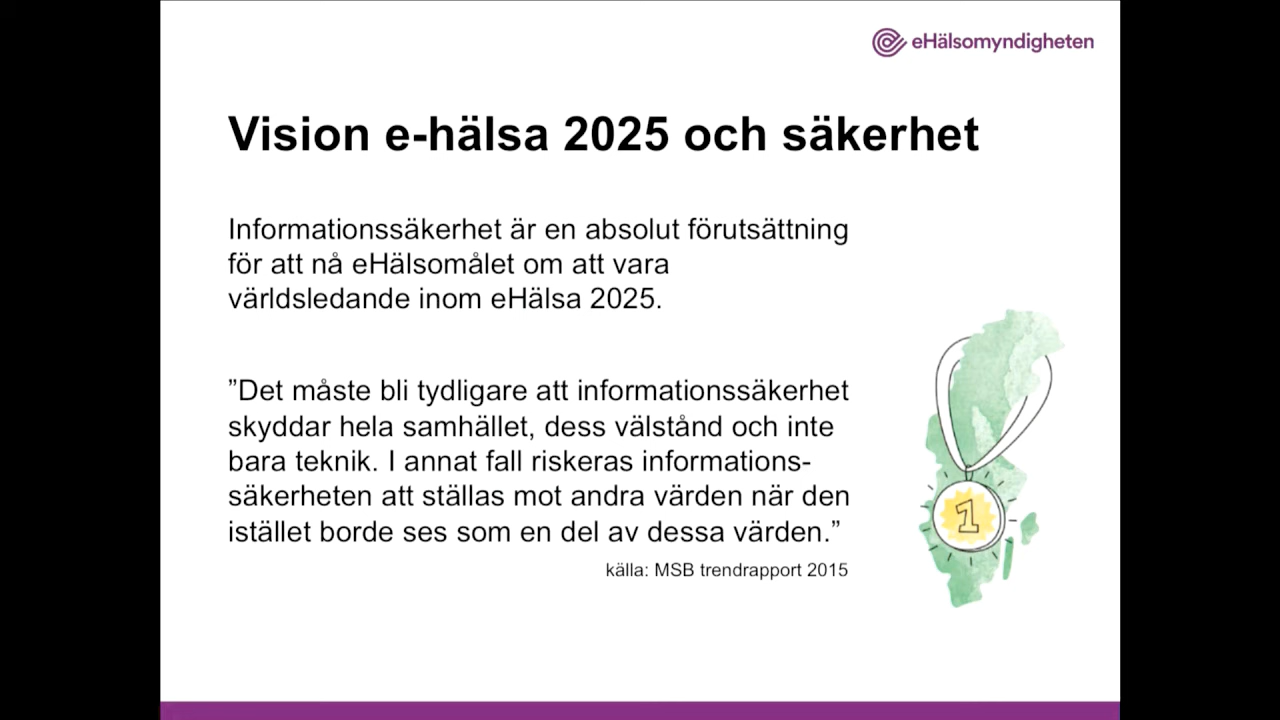 eHälsomyndigheten
Vision e-hälsa 2025 och säkerhet
Informationssäkerhet är en absolut förutsättning
för att nå eHälsomålet om att vara
världsledande inom eHälsa 2025.
”Det måste bli tydligare att informationssäkerhet
skyddar hela samhället, dess välstånd och inte
bara teknik. I annat fall riskeras informations-
säkerheten att ställas mot andra värden när den
istället borde ses som en del av dessa värden.”
källa: MSB trendrapport 2015
1